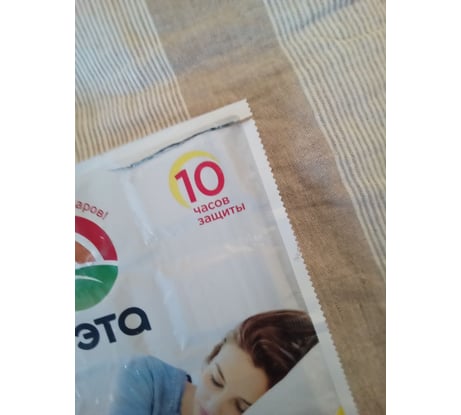 10
часов
защиты
аров!
эта